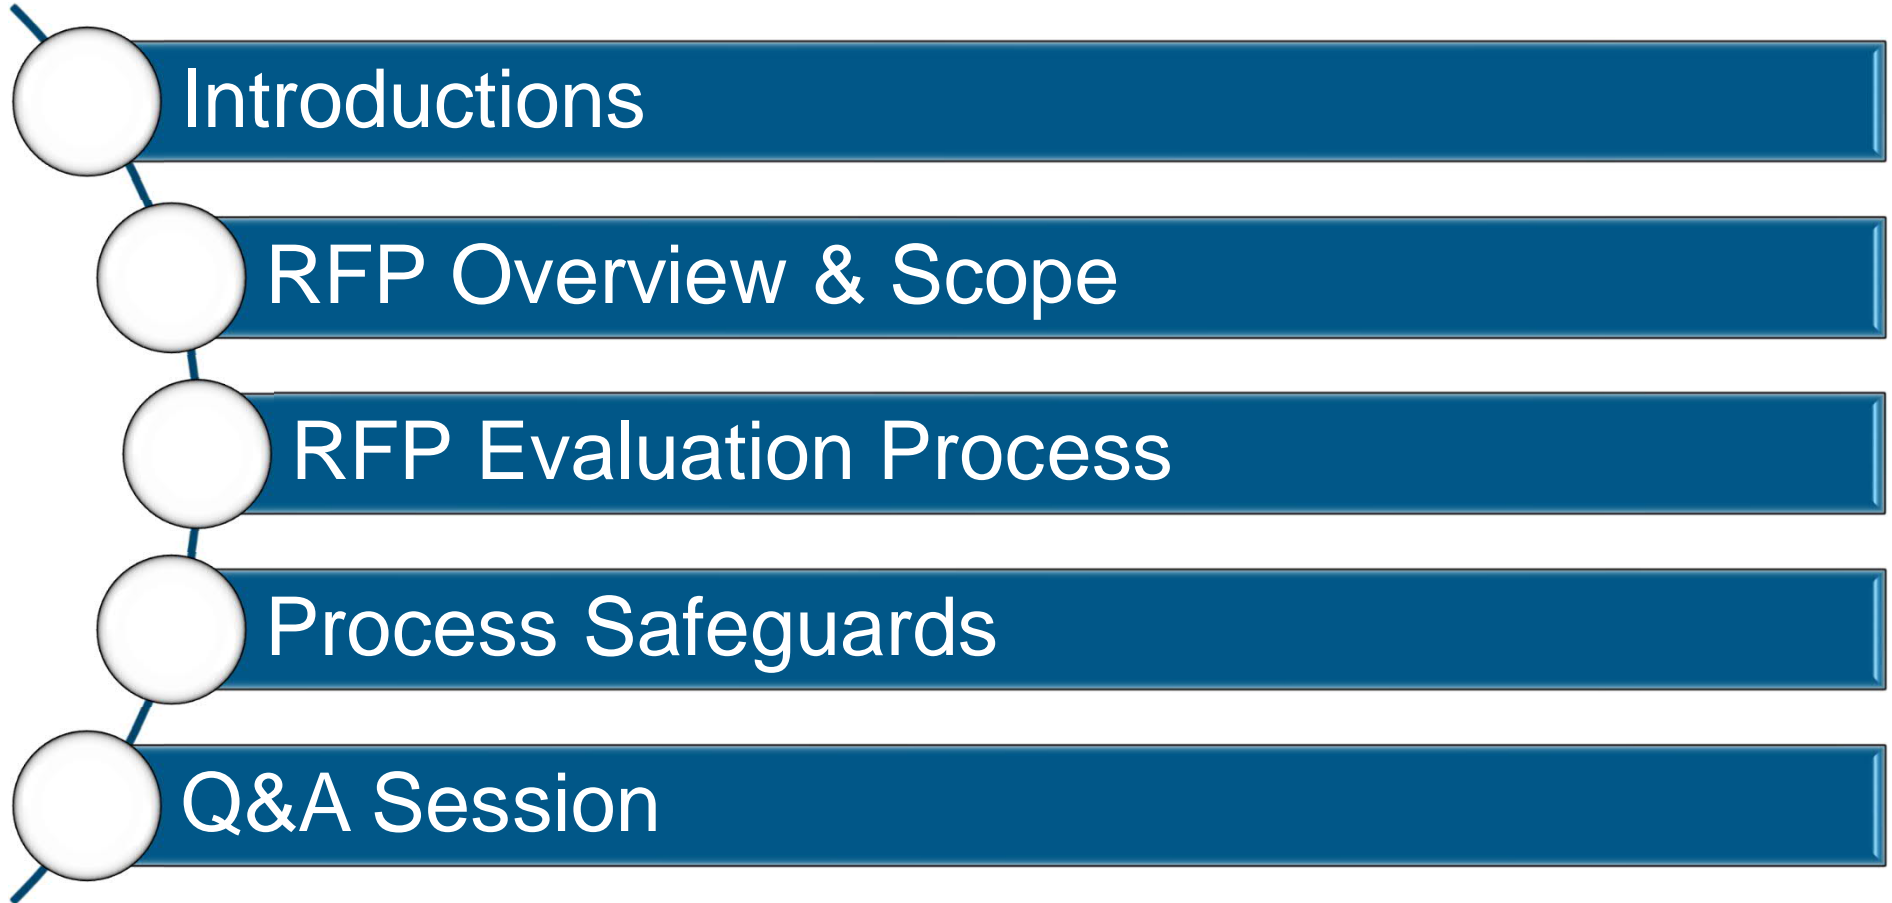 Introductions
RFP Overview & Scope
RFP Evaluation Process
Process Safeguards
Q&A Session